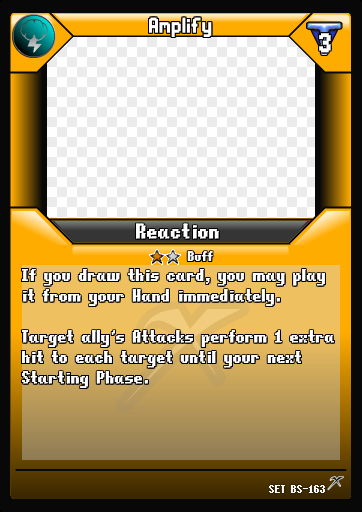 Amplify
3
Reaction
Buff
If you draw this card, you may play
it from your Hand immediately.
Target ally's Attacks perform 1 extra
hit to each target until your next
Starting Phase.
SET BS-163